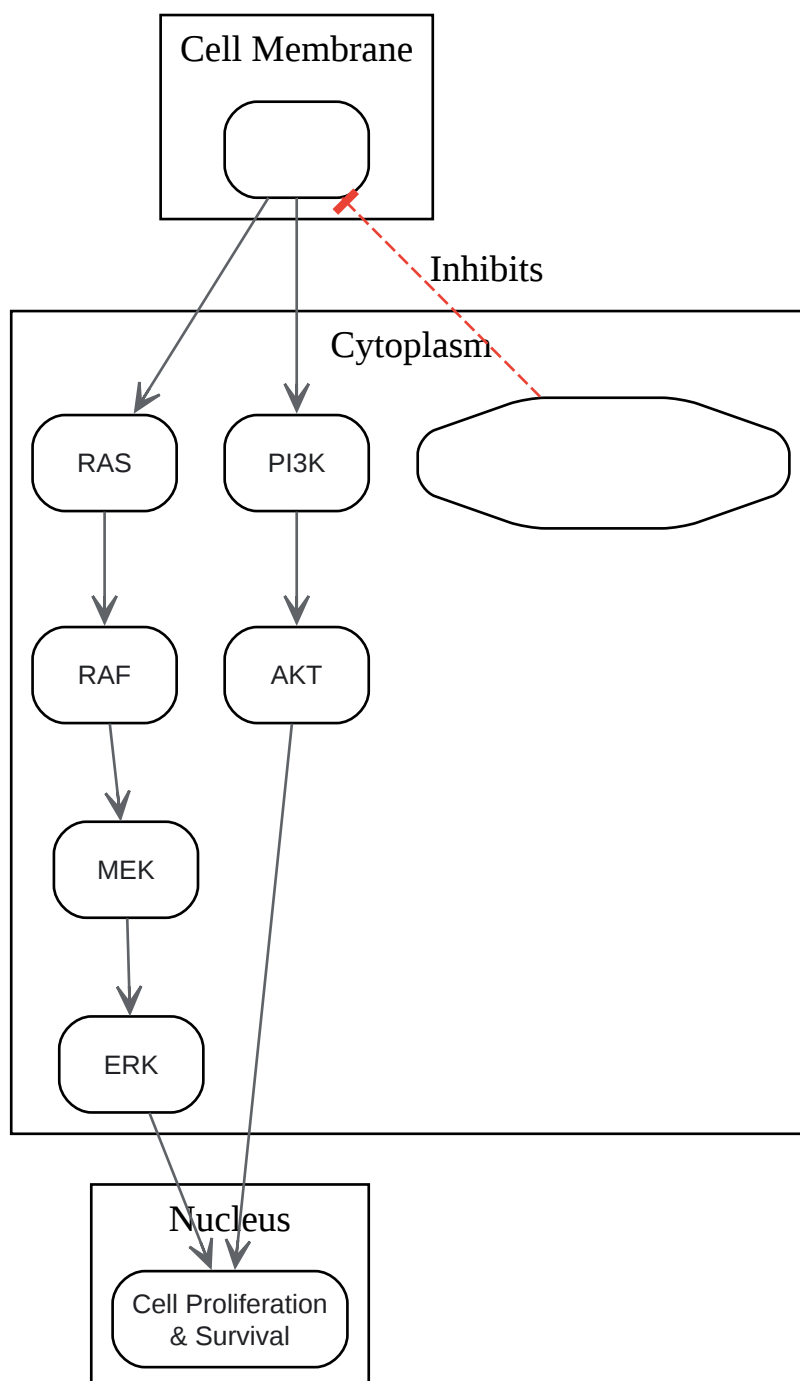 Cell Membrane
Inhibits
Cytoplasm
RAS
PI3K
RAF
AKT
MEK
ERK
Nucleus
Cell Proliferation
& Survival